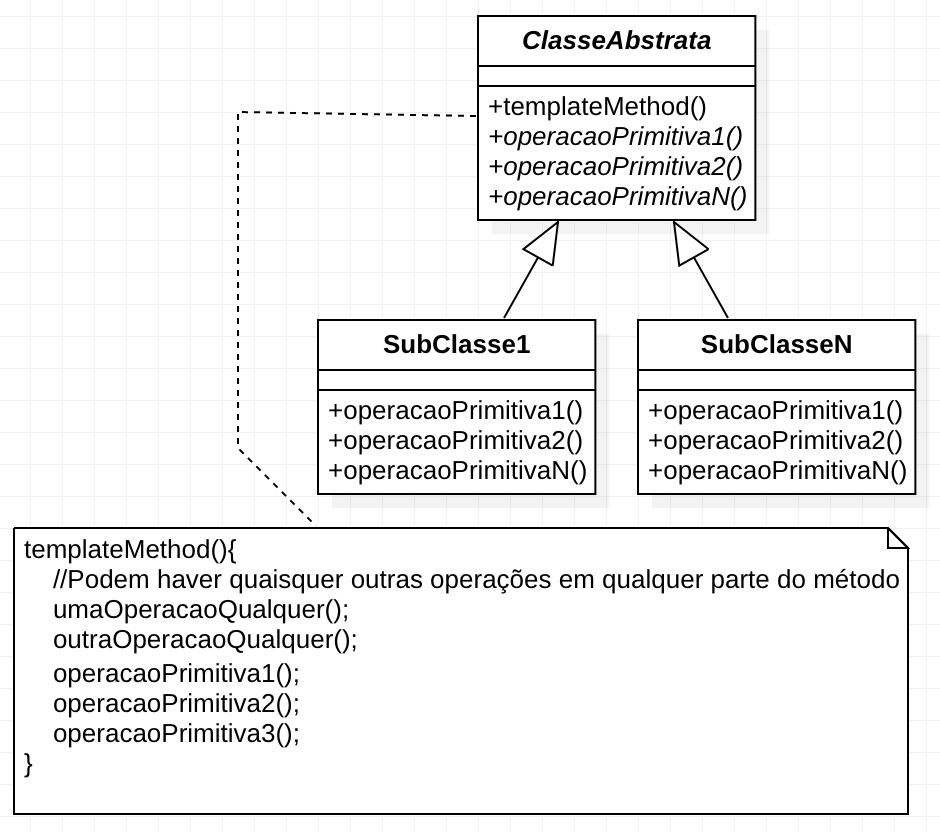 ClasseAbstrata
+templateMethod()
+operacaoPrimitiva1()
+operacaoPrimitiva2()
+operacaoPrimitivaN()
SubClasse1
+operacaoPrimitiva1()
+operacaoPrimitiva2()
+operacaoPrimitivaN()
SubClasseN
+operacaoPrimitiva1()
+operacaoPrimitiva2()
+operacaoPrimitivaN()
templateMethod(){
//Podem haver quaisquer outras operações em qualquer parte do método
umaOperacaoQualquer();
outraOperacaoQualquer();
operacaoPrimitiva1();
operacaoPrimitiva2();
operacaoPrimitiva3();
}